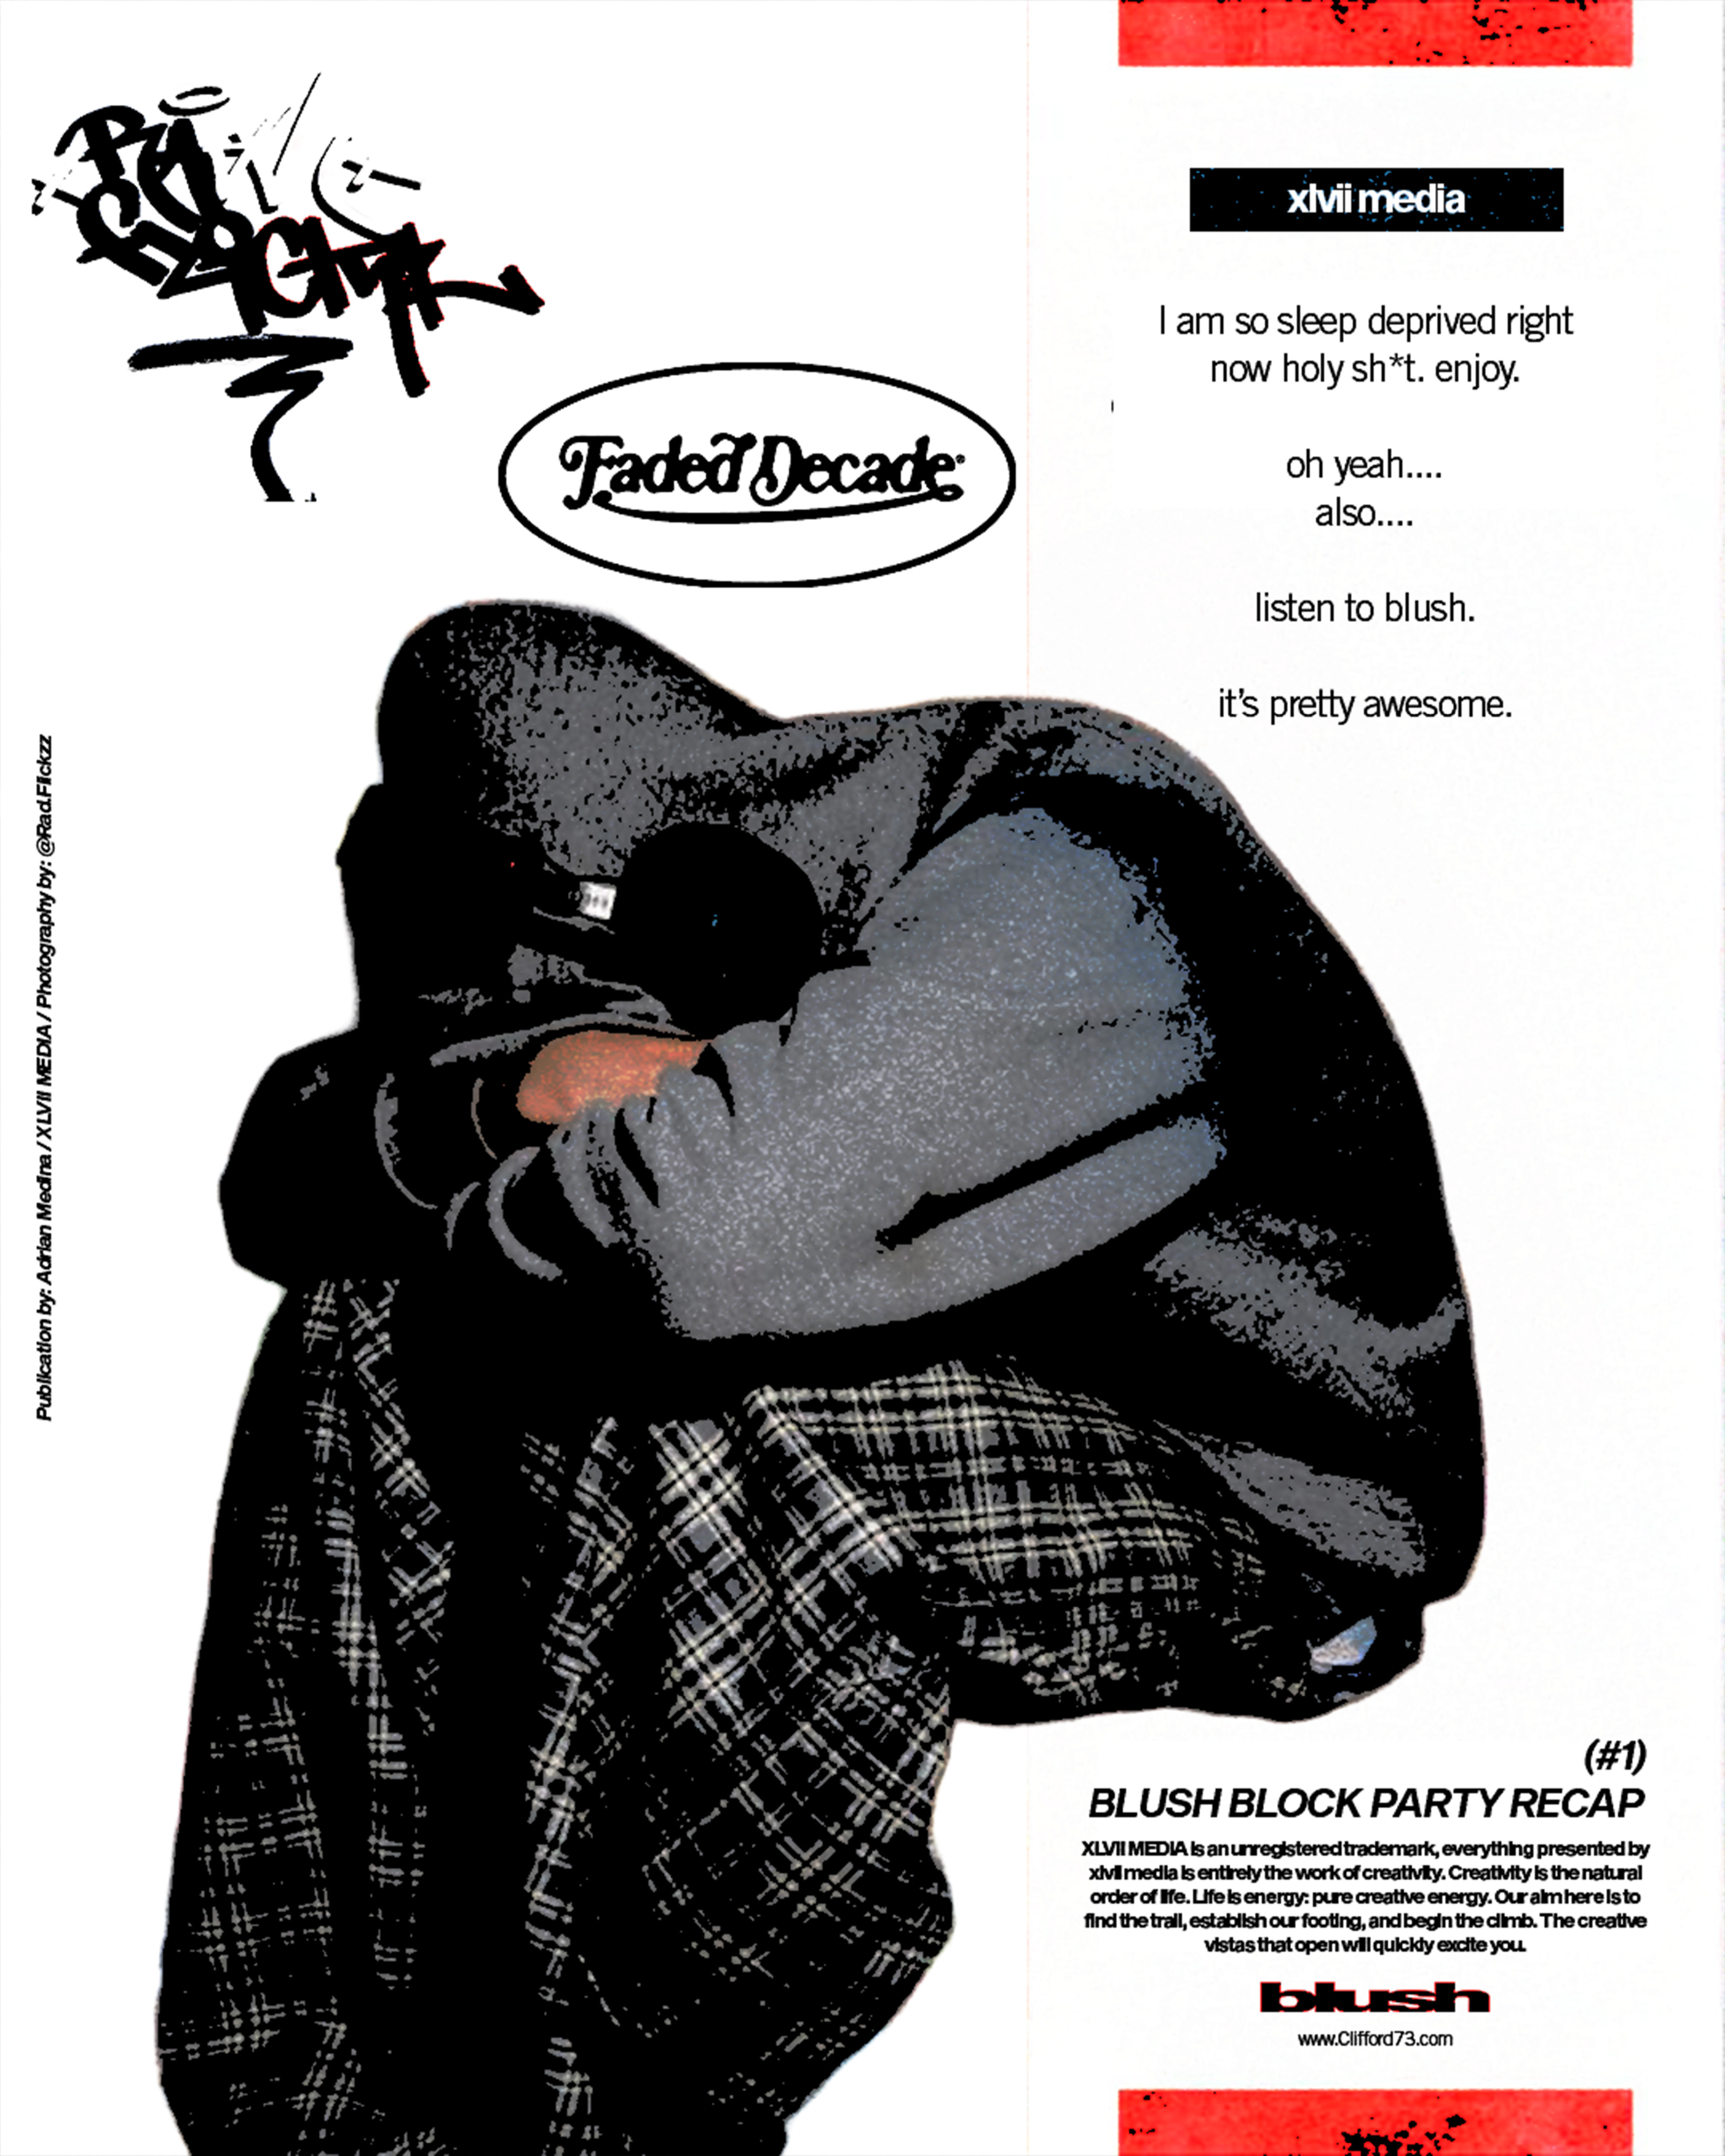 Faded Decade
xlvii media
I am so sleep deprived right
now holy sh*t. enjoy.
oh yeah....
also....
listen to blush.
it's pretty awesome.
Publication by: Adrian Medina / XLVII MEDIA / Photography by: @Rad.Flickzz
(#1)
BLUSH BLOCK PARTY RECAP
XLVII MEDIA is an unregistered trademark, everything presented by
xlvii media is entirely the work of creativity. Creativity is the natural
order of life. Life is energy: pure creative energy. Our aim here is to
find the trail, establish our footing, and begin the climb. The creative
vistas that open will quickly excite you.
blush
www.Clifford73.com